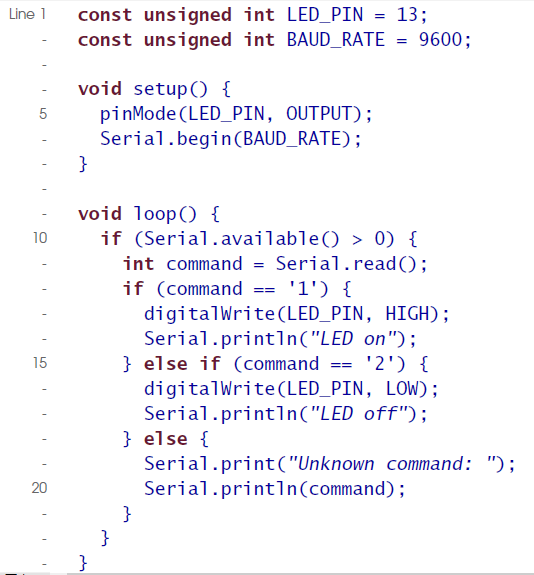 Line 1 const unsigned int LED_PIN = 13;
- const unsigned int BAUD_RATE = 9600;
-
- void setup() {
5 pinMode(LED_PIN, OUTPUT);
- Serial.begin(BAUD_RATE);
- }
-
- void loop() {
10 if (Serial.available() > 0) {
- int command = Serial.read();
- if (command == '1') {
- digitalWrite(LED_PIN, HIGH);
- Serial.println("LED on");
15 } else if (command == '2') {
- digitalWrite(LED_PIN, LOW);
- Serial.println("LED off");
- } else {
- Serial.print("Unknown command: ");
20 Serial.println(command);
- }
- }
- }